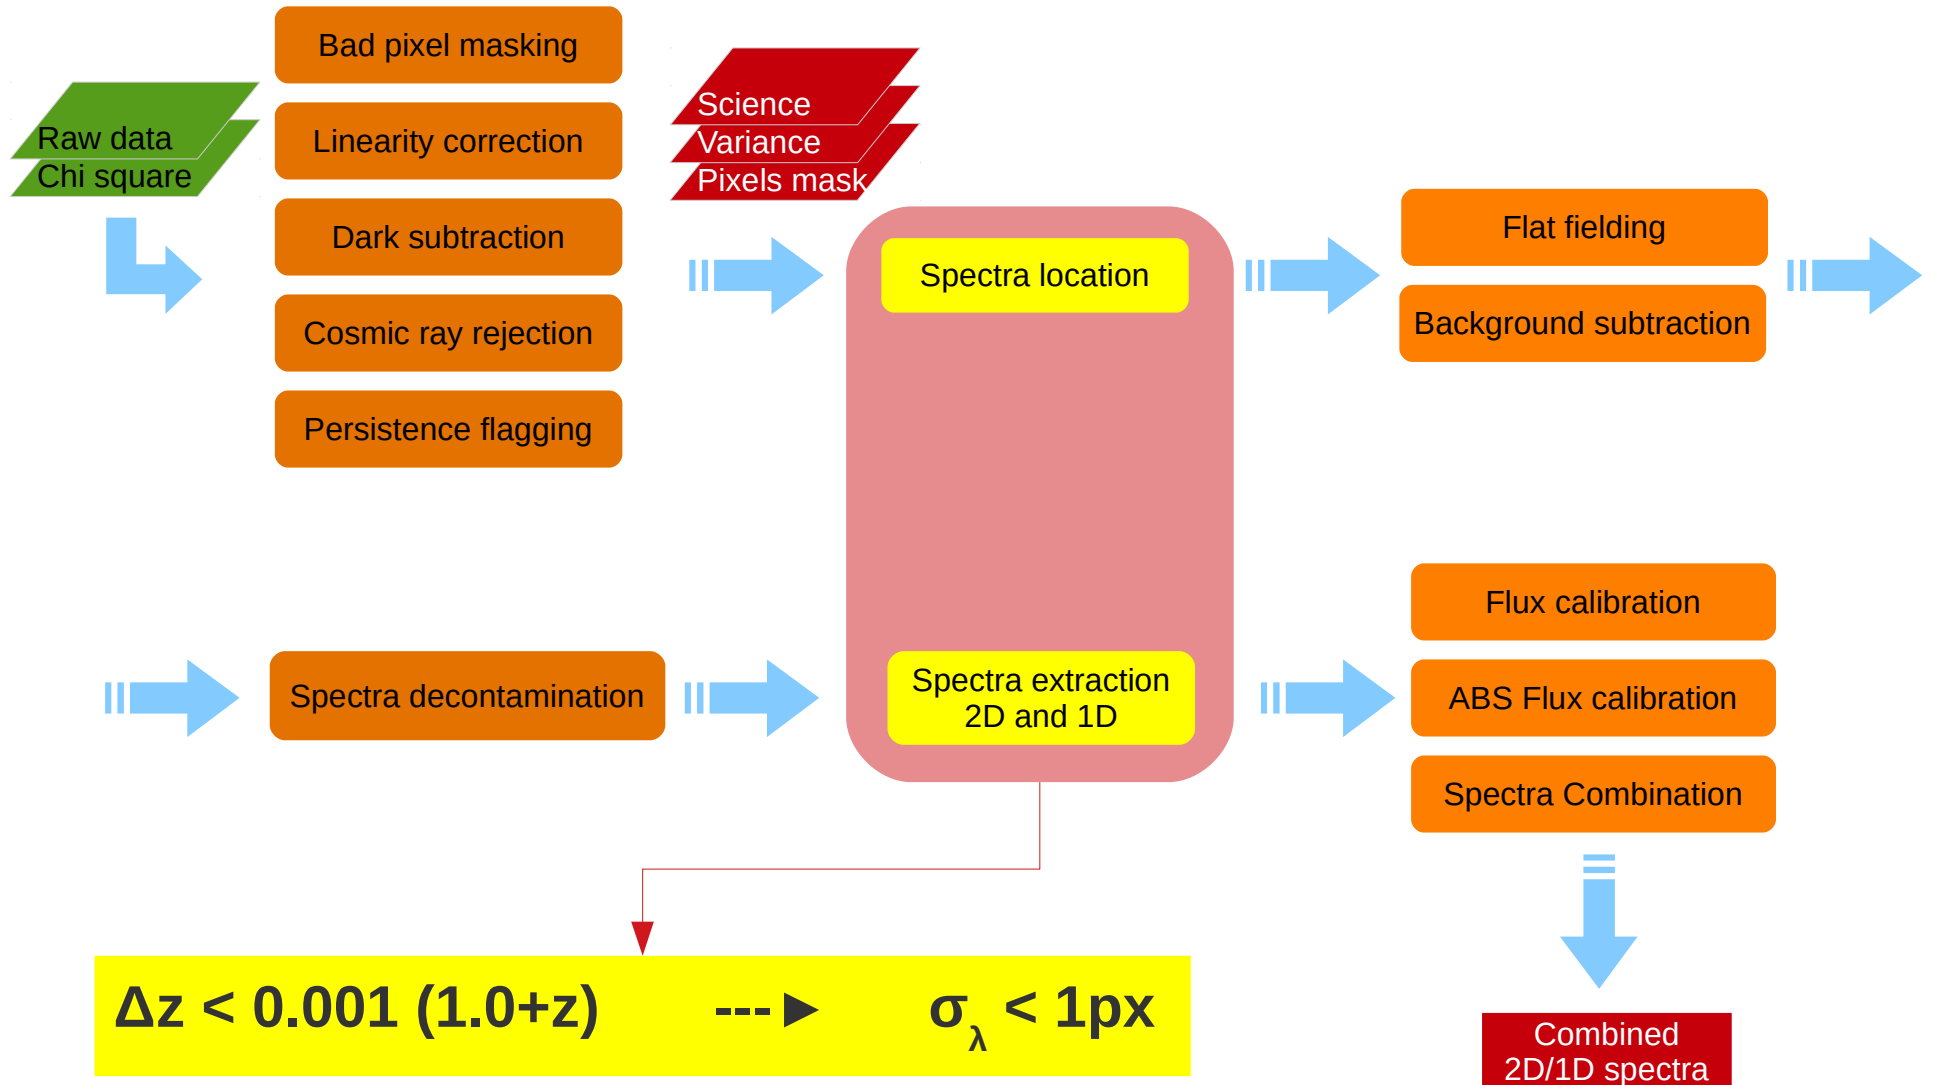 Raw data
Chi square
Bad pixel masking
Linearity correction
Dark subtraction
Cosmic ray rejection
Persistence flagging
Science
Variance
Pixels mask
Spectra location
Flat fielding
Background subtraction
Spectra decontamination
Spectra extraction
2D and 1D
Flux calibration
ABS Flux calibration
Spectra Combination
Δz < 0.001 (1.0+z) ---► σλ < 1px
Combined
2D/1D spectra